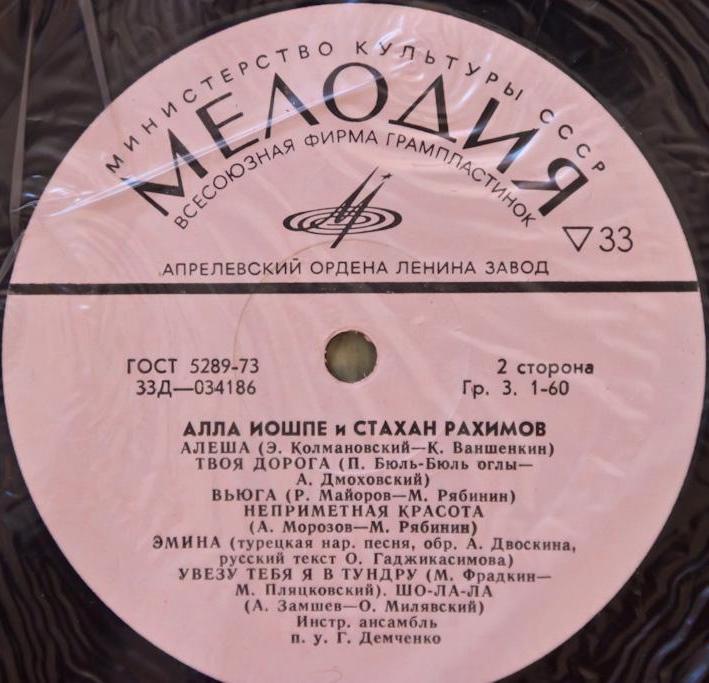 МИНИСТЕРСТВО КУЛЬТУРЫ СССР
МЕЛОДИЯ
ВСЕСОЮЗНАЯ ФИРМА ГРАМПЛАСТИНОК
▽33
АПРЕЛЕВСКИЙ ОРДЕНА ЛЕНИНА ЗАВОД
ГОСТ 5289-73
33Д—034186
2 сторона
Гр. 3. 1-60
АЛЛА ИОШПЕ и СТАХАН РАХИМОВ
АЛЕША (Э. Колмановский—К. Ваншенкин)
ТВОЯ ДОРОГА (П. Бюль-Бюль оглы—
А. Дмоховский)
ВЬЮГА (Р. Майоров—М. Рябинин)
НЕПРИМЕТНАЯ КРАСОТА
(А. Морозов—М. Рябинин)
ЭМИНА (турецкая нар. песня, обр. А. Двоскина,
русский текст О. Гаджикасимова)
УВЕЗУ ТЕБЯ Я В ТУНДРУ (М. Фрадкин—
М. Пляцковский). ШО-ЛА-ЛА
(А. Замшев—О. Милявский)
Инстр. ансамбль
п. у. Г. Демченко